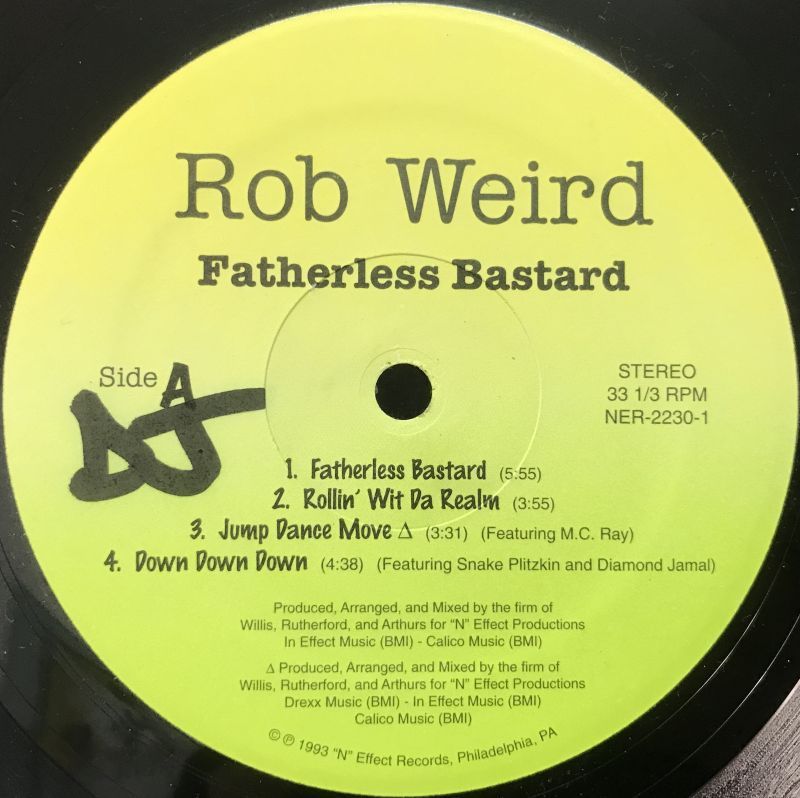 Rob Weird
Fatherless Bastard
Side A
DJ
STEREO
33 1/3 RPM
NER-2230-1
1. Fatherless Bastard (5:55)
2. Rollin' Wit Da Realm (3:55)
3. Jump Dance Move Δ (3:31) (Featuring M.C. Ray)
4. Down Down Down (4:38) (Featuring Snake Plitzkin and Diamond Jamal)
Produced, Arranged, and Mixed by the firm of
Willis, Rutherford, and Arthurs for "N" Effect Productions
In Effect Music (BMI) - Calico Music (BMI)
Δ Produced, Arranged, and Mixed by the firm of
Willis, Rutherford, and Arthurs for "N" Effect Productions
Drexx Music (BMI) - In Effect Music (BMI)
Calico Music (BMI)
© ℗ 1993 "N" Effect Records, Philadelphia, PA